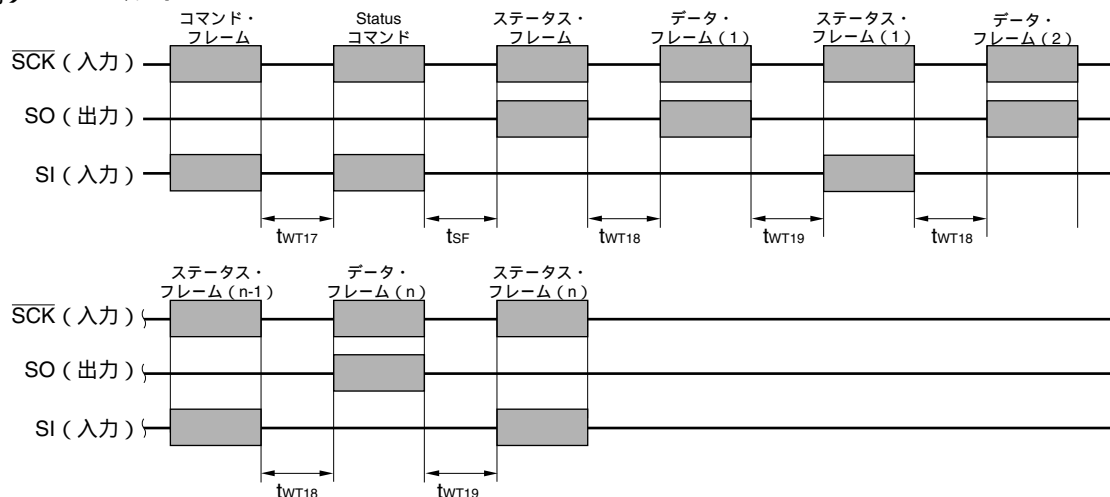 コマンド・
フレーム
Status
コマンド
ステータス・
フレーム
データ・
フレーム(1)
ステータス・
フレーム(1)
データ・
フレーム(2)
SCK(入力)
SO(出力)
SI(入力)
tWT17
tSF
tWT18
tWT19
tWT18
ステータス・
フレーム(n-1)
データ・
フレーム(n)
ステータス・
フレーム(n)
SCK(入力)
SO(出力)
SI(入力)
tWT18
tWT19